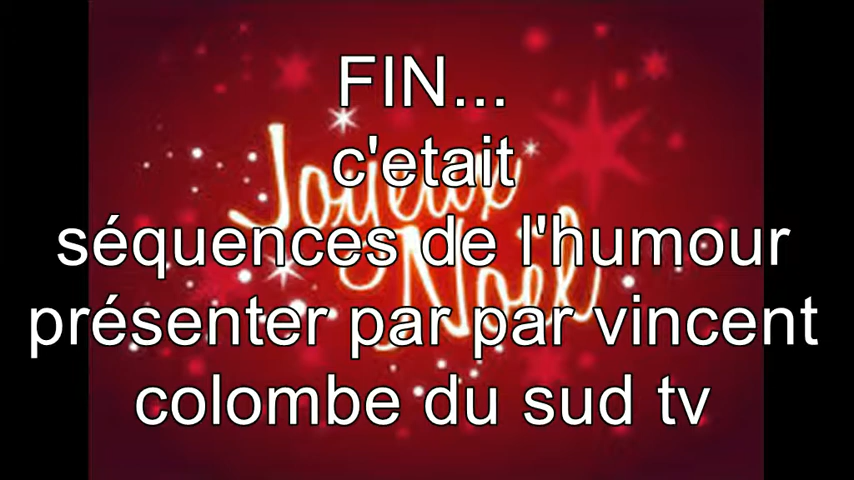 FIN...
c'etait
séquences de l'humour
présenter par par vincent
colombe du sud tv
Joyeux
Noël